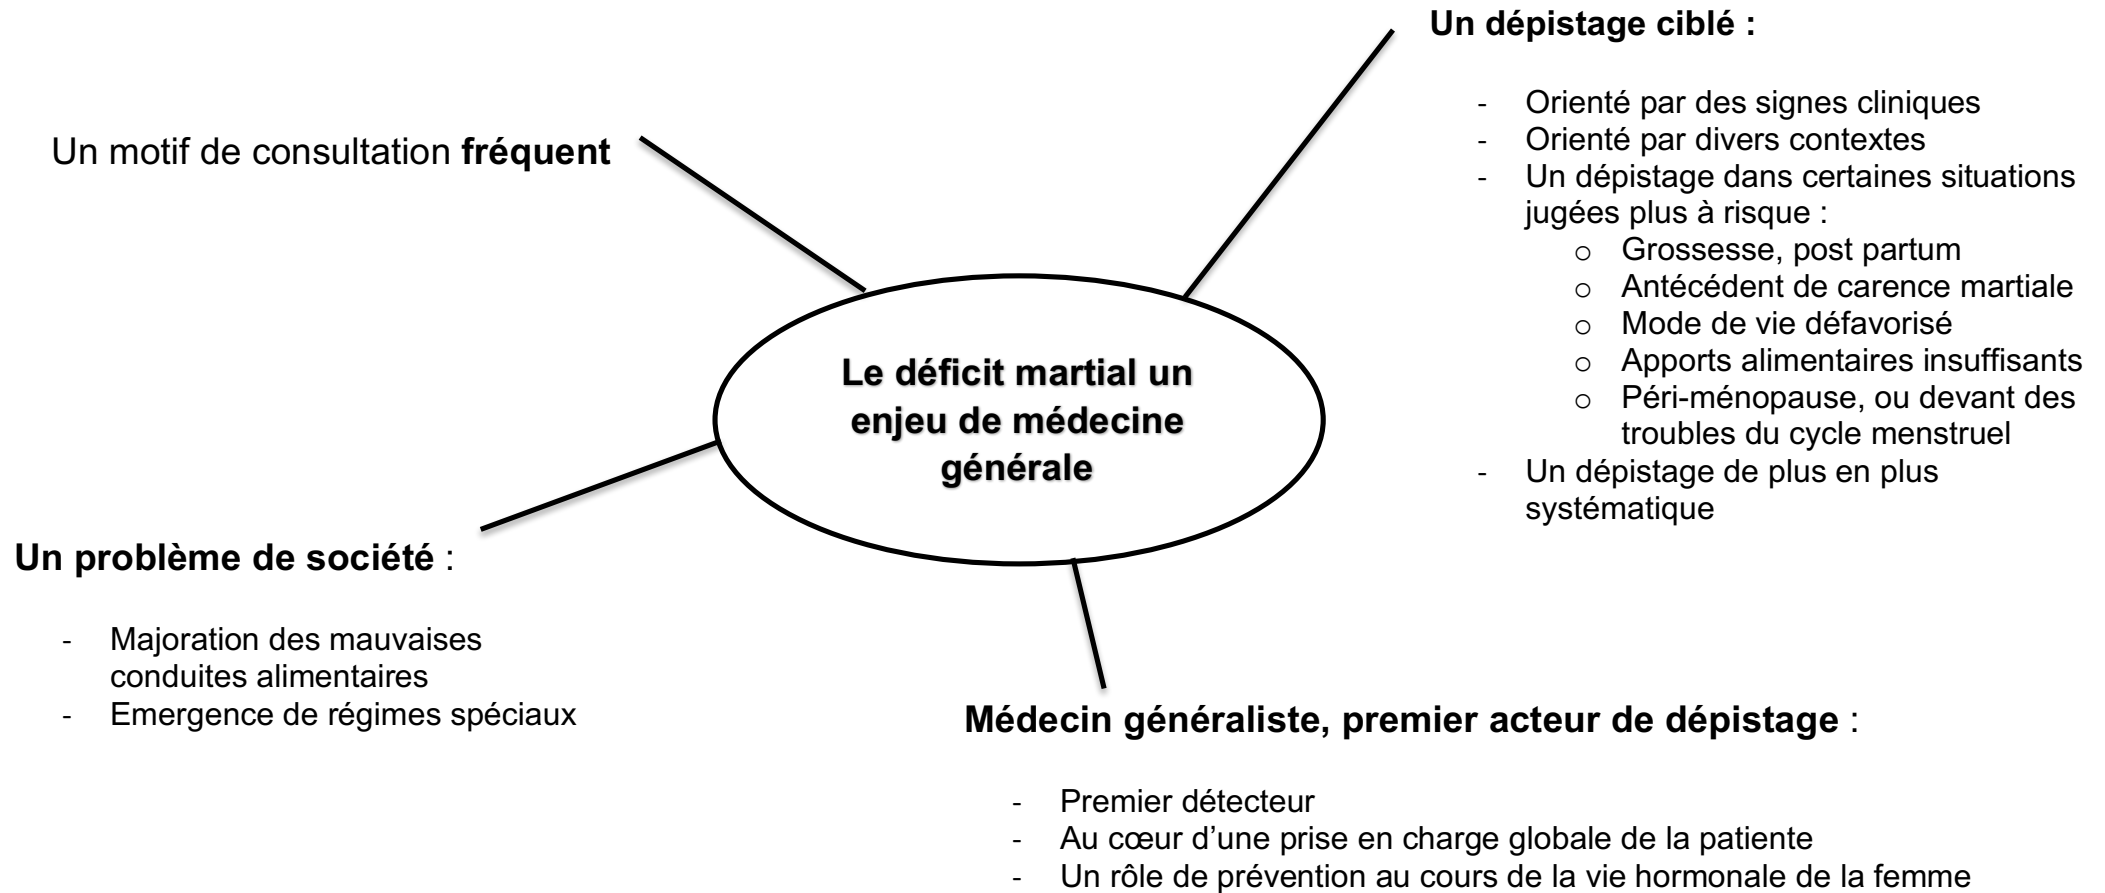 Un dépistage ciblé :
- Orienté par des signes cliniques
- Orienté par divers contextes
- Un dépistage dans certaines situations
jugées plus à risque :
o Grossesse, post partum
o Antécédent de carence martiale
o Mode de vie défavorisé
o Apports alimentaires insuffisants
o Péri-ménopause, ou devant des
troubles du cycle menstruel
- Un dépistage de plus en plus
systématique
Un motif de consultation fréquent
Le déficit martial un
enjeu de médecine
générale
Un problème de société :
- Majoration des mauvaises
conduites alimentaires
- Emergence de régimes spéciaux
Médecin généraliste, premier acteur de dépistage :
- Premier détecteur
- Au cœur d’une prise en charge globale de la patiente
- Un rôle de prévention au cours de la vie hormonale de la femme